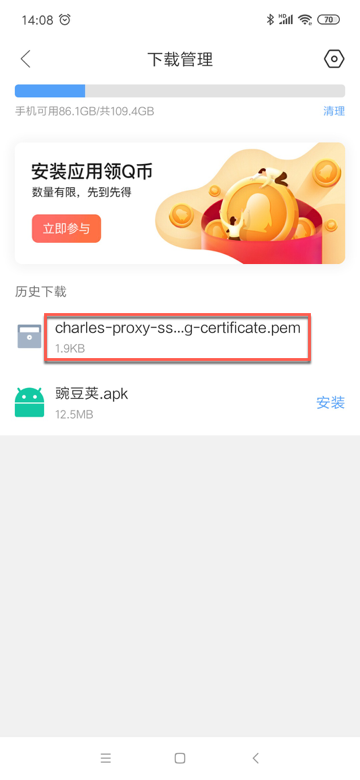 14:08 HD 70
下载管理
手机可用86.1GB/共109.4GB 清理
安装应用领Q币
数量有限，先到先得
立即参与
历史下载
charles-proxy-ss...g-certificate.pem
1.9KB
豌豆荚.apk
12.5MB
安装